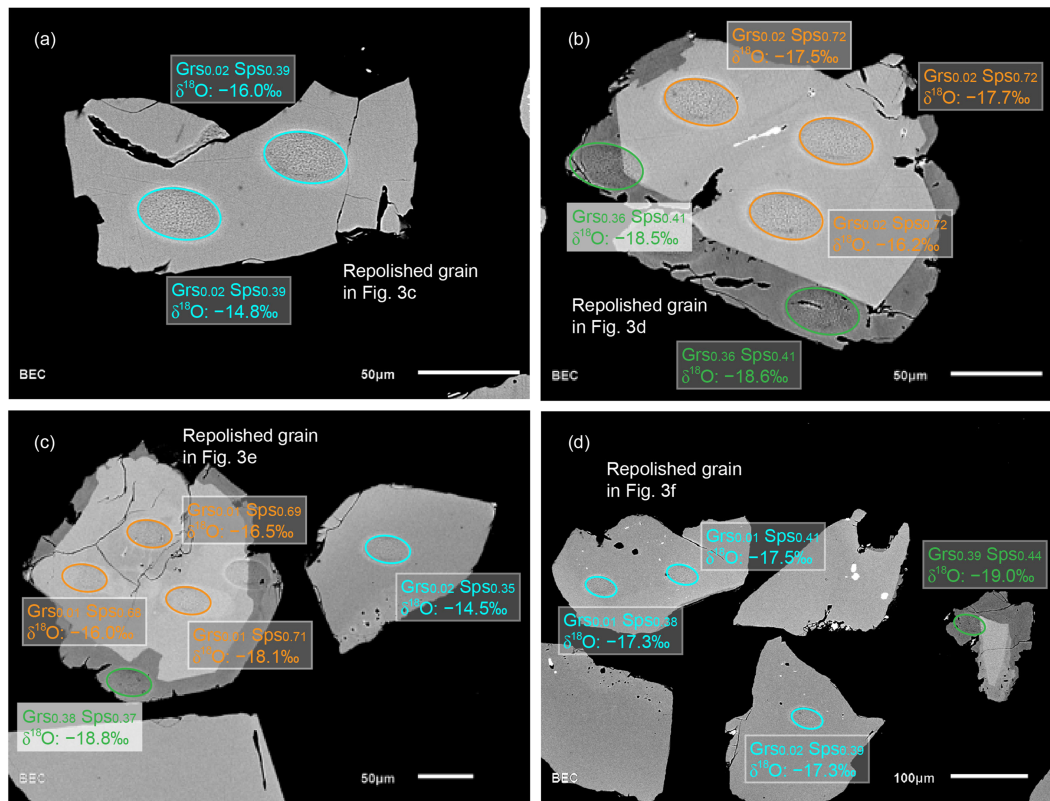 (a)
Grs0.02 Sps0.39
δ18O: −16.0‰
Grs0.02 Sps0.39
δ18O: −14.8‰
Repolished grain
in Fig. 3c
BEC
50μm
(b)
Grs0.02 Sps0.72
δ18O: −17.5‰
Grs0.02 Sps0.72
δ18O: −17.7‰
Grs0.36 Sps0.41
δ18O: −18.5‰
Grs0.02 Sps0.72
δ18O: −16.2‰
Repolished grain
in Fig. 3d
Grs0.36 Sps0.41
δ18O: −18.6‰
BEC
50μm
(c)
Repolished grain
in Fig. 3e
Grs0.01 Sps0.69
δ18O: −16.5‰
Grs0.02 Sps0.35
δ18O: −14.5‰
Grs0.01 Sps0.68
δ18O: −16.0‰
Grs0.01 Sps0.71
δ18O: −18.1‰
Grs0.38 Sps0.37
δ18O: −18.8‰
BEC
50μm
(d)
Repolished grain
in Fig. 3f
Grs0.01 Sps0.41
δ18O: −17.5‰
Grs0.39 Sps0.44
δ18O: −19.0‰
Grs0.01 Sps0.38
δ18O: −17.3‰
Grs0.02 Sps0.39
δ18O: −17.3‰
BEC
100μm